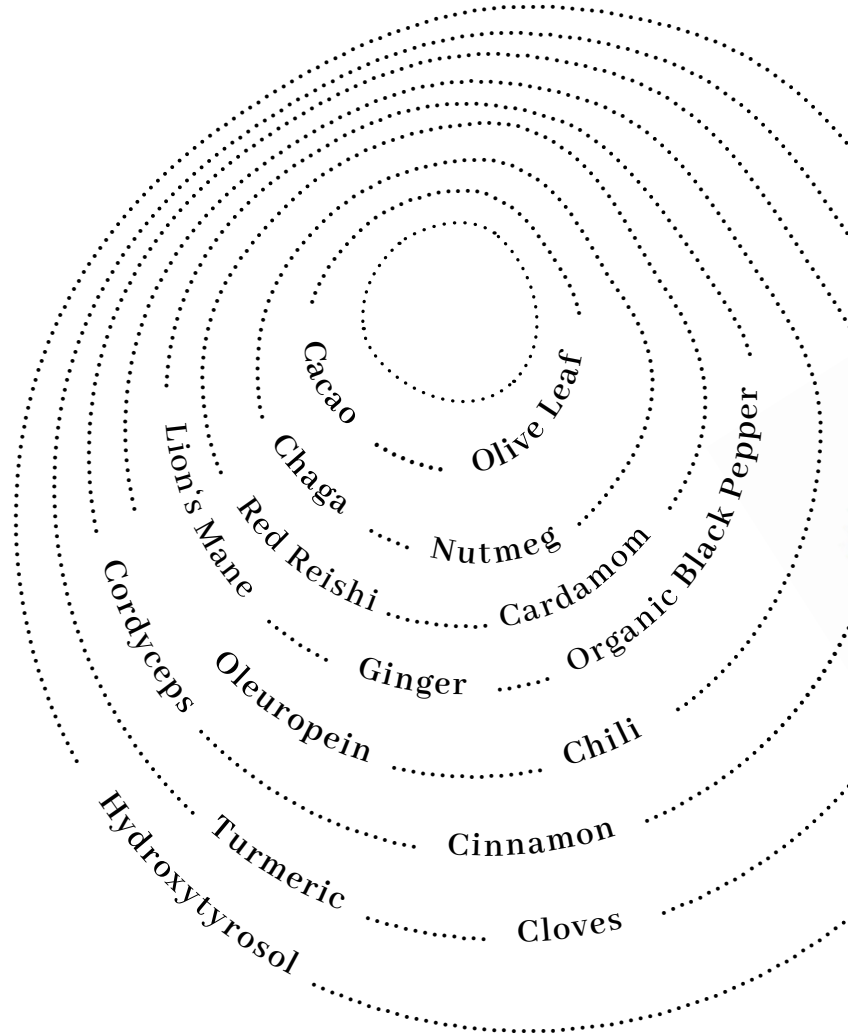 Cacao
Olive Leaf
Chaga
Nutmeg
Red Reishi
Cardamom
Lion's Mane
Ginger
Organic Black Pepper
Oleuropein
Chili
Cordyceps
Cinnamon
Turmeric
Cloves
Hydroxytyrosol